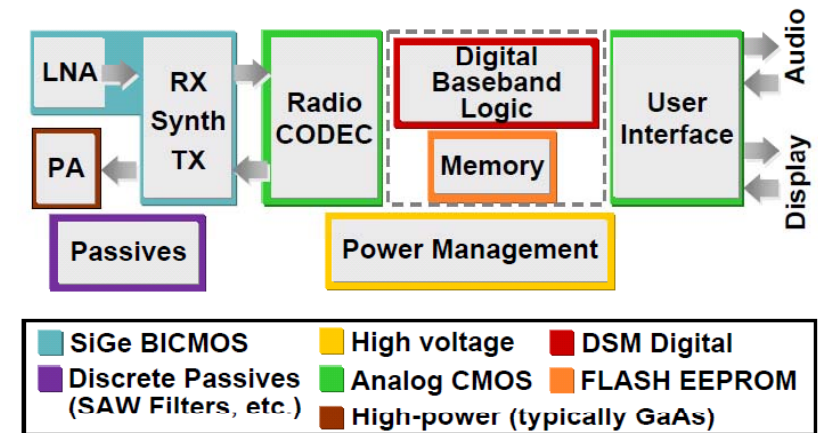 LNA
RX
Synth
TX
PA
Radio
CODEC
Digital
Baseband
Logic
Memory
User
Interface
Audio
Display
Passives
Power Management
SiGe BICMOS
High voltage
DSM Digital
Discrete Passives
(SAW Filters, etc.)
Analog CMOS
FLASH EEPROM
High-power (typically GaAs)